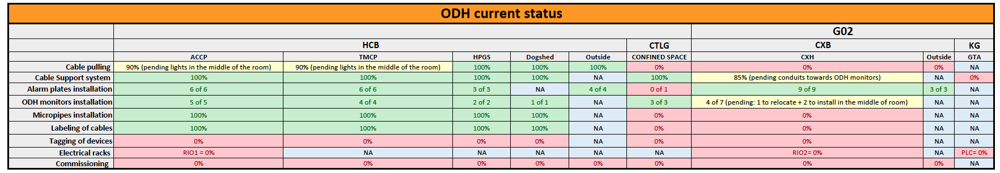 ODH current status
G02
HCB CTLG CXB KG
ACCP TMCP HPGS Dogshed Outside CONFINED SPACE CXH Outside GTA
Cable pulling 90% (pending lights in the middle of the room) 90% (pending lights in the middle of the room) 100% 100% 100% 0% 0% 0% NA
Cable Support system 100% 100% 100% 100% NA 100% 85% (pending conduits towards ODH monitors) NA 0%
Alarm plates installation 6 of 6 6 of 6 3 of 3 NA 4 of 4 0 of 1 9 of 9 3 of 3 NA
ODH monitors installation 5 of 5 4 of 4 2 of 2 1 of 1 NA 3 of 3 4 of 7 (pending: 1 to relocate + 2 to install in the middle of room) NA NA
Micropipes installation 100% 100% 100% 100% NA 0% 0% NA NA
Labeling of cables 100% 100% 100% 100% NA 0% 0% NA NA
Tagging of devices 0% 0% 0% 0% NA 0% 0% NA NA
Electrical racks RIO1 = 0% NA NA NA NA NA RIO2= 0% NA PLC= 0%
Commissioning 0% 0% 0% 0% 0% 0% 0% 0% NA